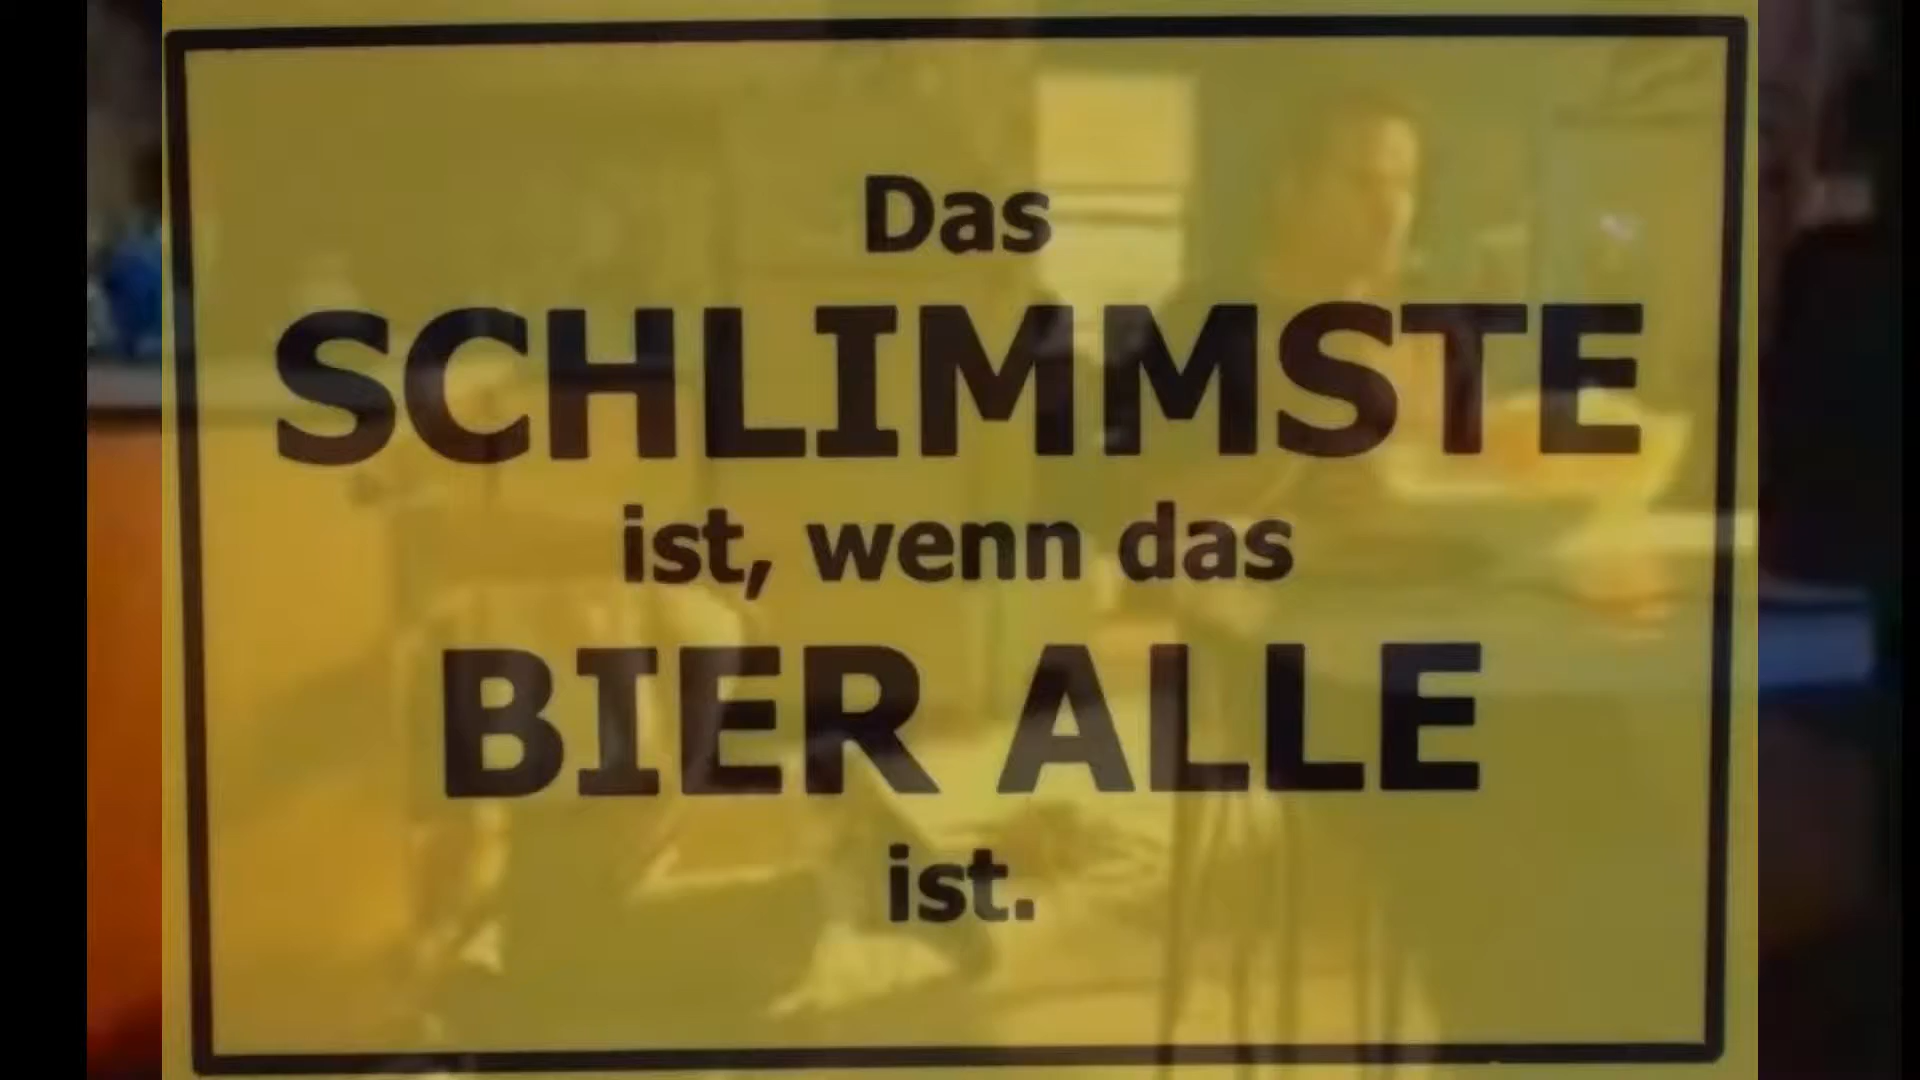 Das
SCHLIMMSTE
ist, wenn das
BIER ALLE
ist.